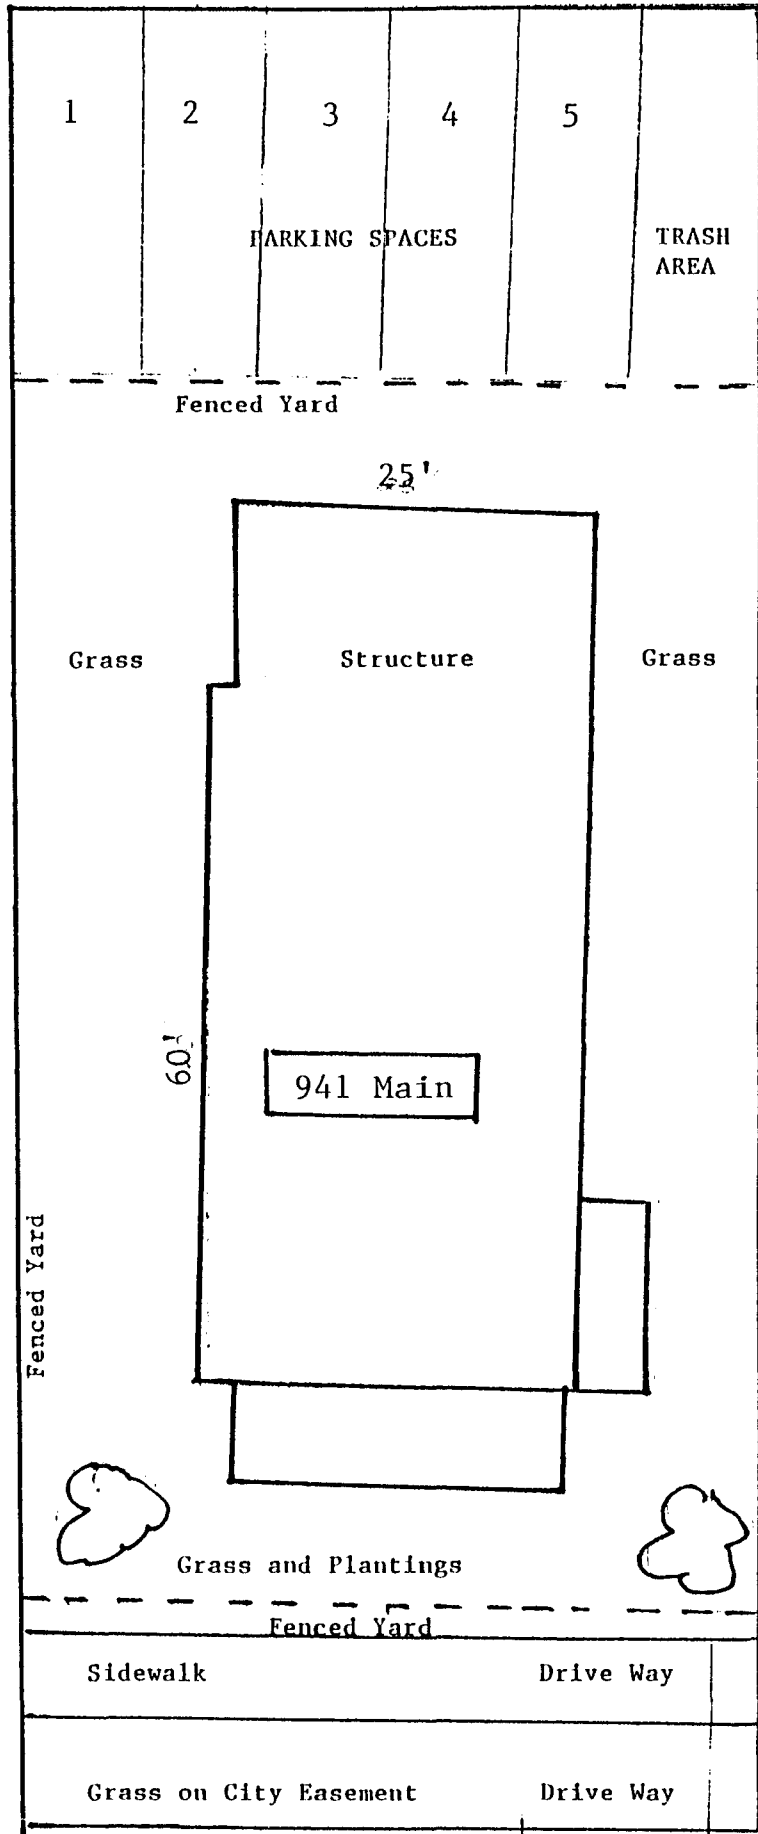 1 2 3 4 5
PARKING SPACES
TRASH
AREA
Fenced Yard
25'
Grass Structure Grass
60'
941 Main
Fenced Yard
Grass and Plantings
Fenced Yard
Sidewalk Drive Way
Grass on City Easement Drive Way